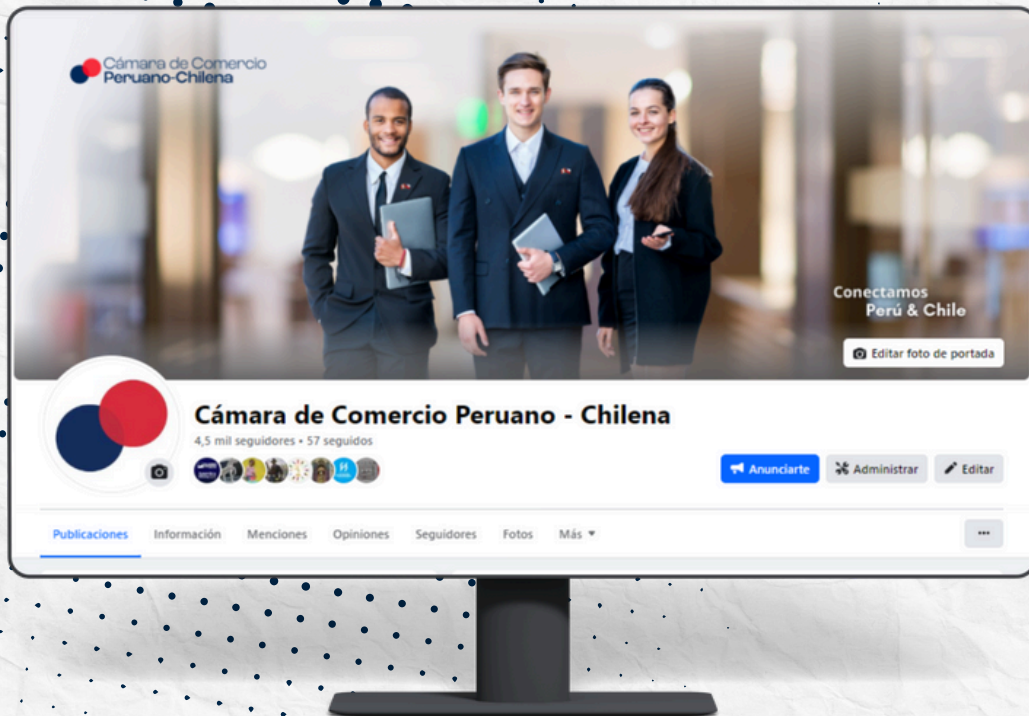 Cámara de Comercio
Peruano-Chilena
Conectamos
Perú & Chile
Editar foto de portada
Cámara de Comercio Peruano - Chilena
4,5 mil seguidores • 57 seguidos
Anunciarte Administrar Editar
Publicaciones Información Menciones Opiniones Seguidores Fotos Más